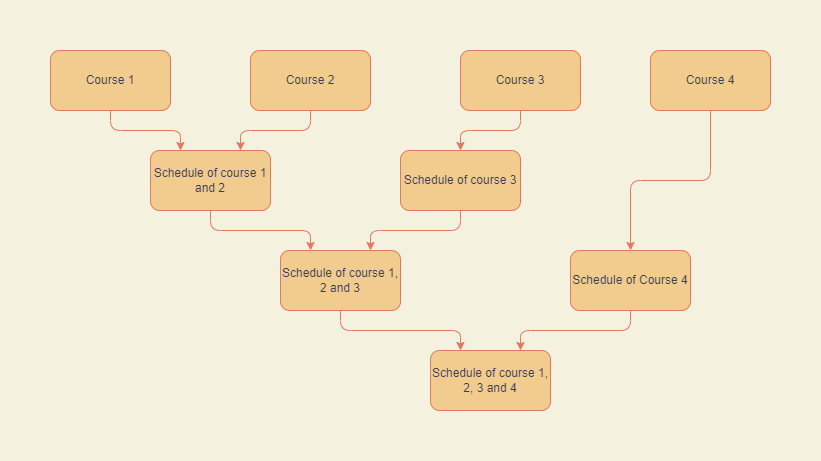 Course 1
Course 2
Course 3
Course 4
Schedule of course 1
and 2
Schedule of course 3
Schedule of course 1,
2 and 3
Schedule of Course 4
Schedule of course 1,
2, 3 and 4